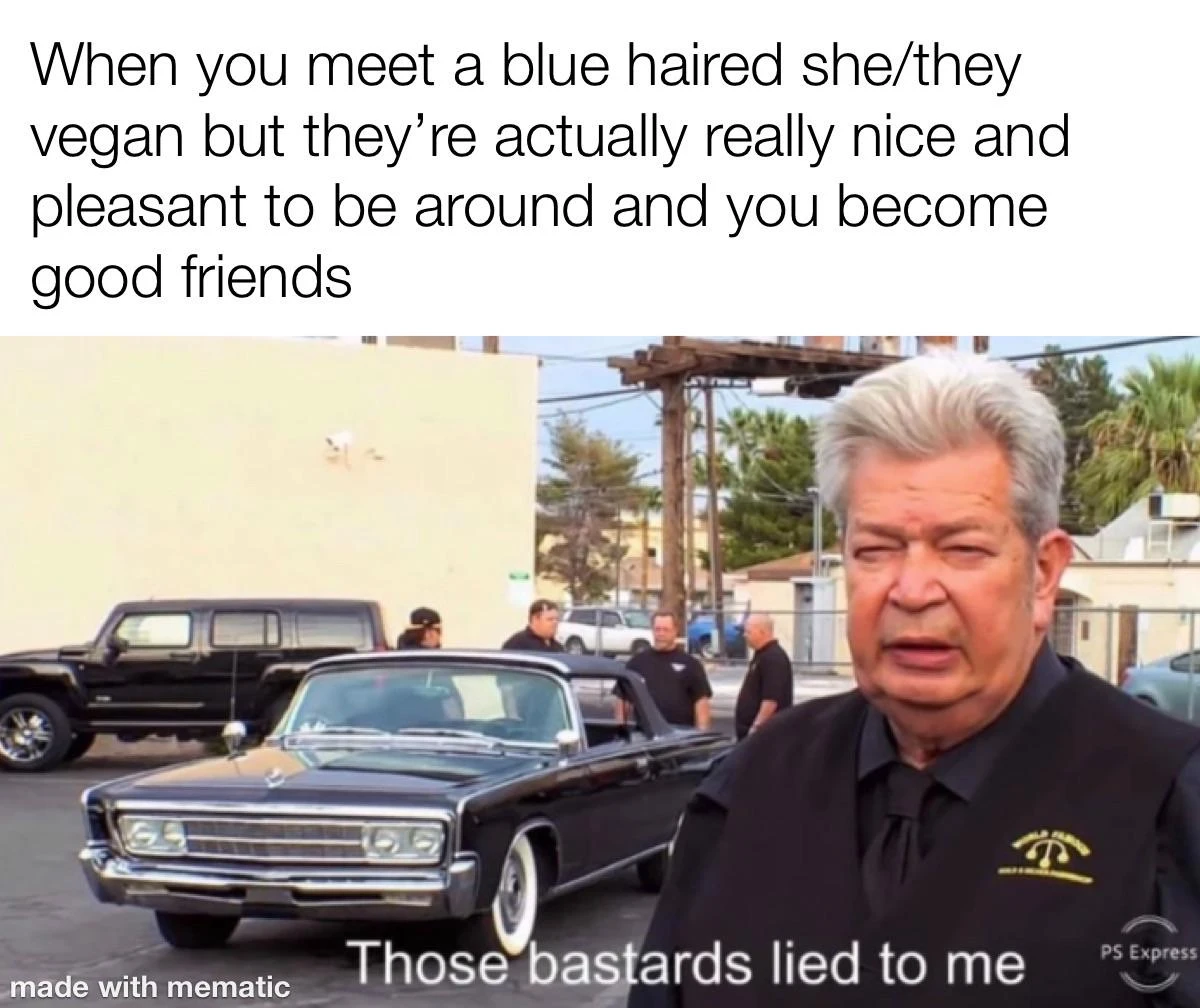 When you meet a blue haired she/they
vegan but they’re actually really nice and
pleasant to be around and you become
good friends
Those bastards lied to me
PS Express
made with mematic